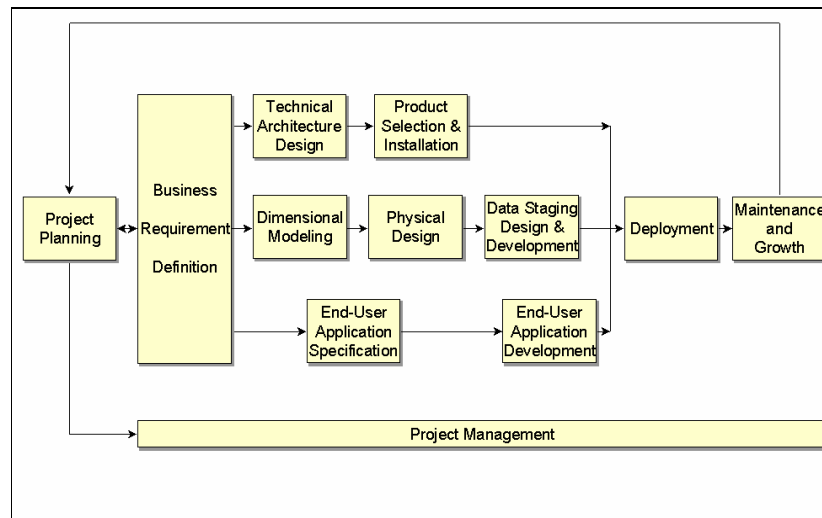 Project
Planning
Business
Requirement
Definition
Technical
Architecture
Design
Product
Selection &
Installation
Dimensional
Modeling
Physical
Design
Data Staging
Design &
Development
End-User
Application
Specification
End-User
Application
Development
Deployment
Maintenance
and
Growth
Project Management